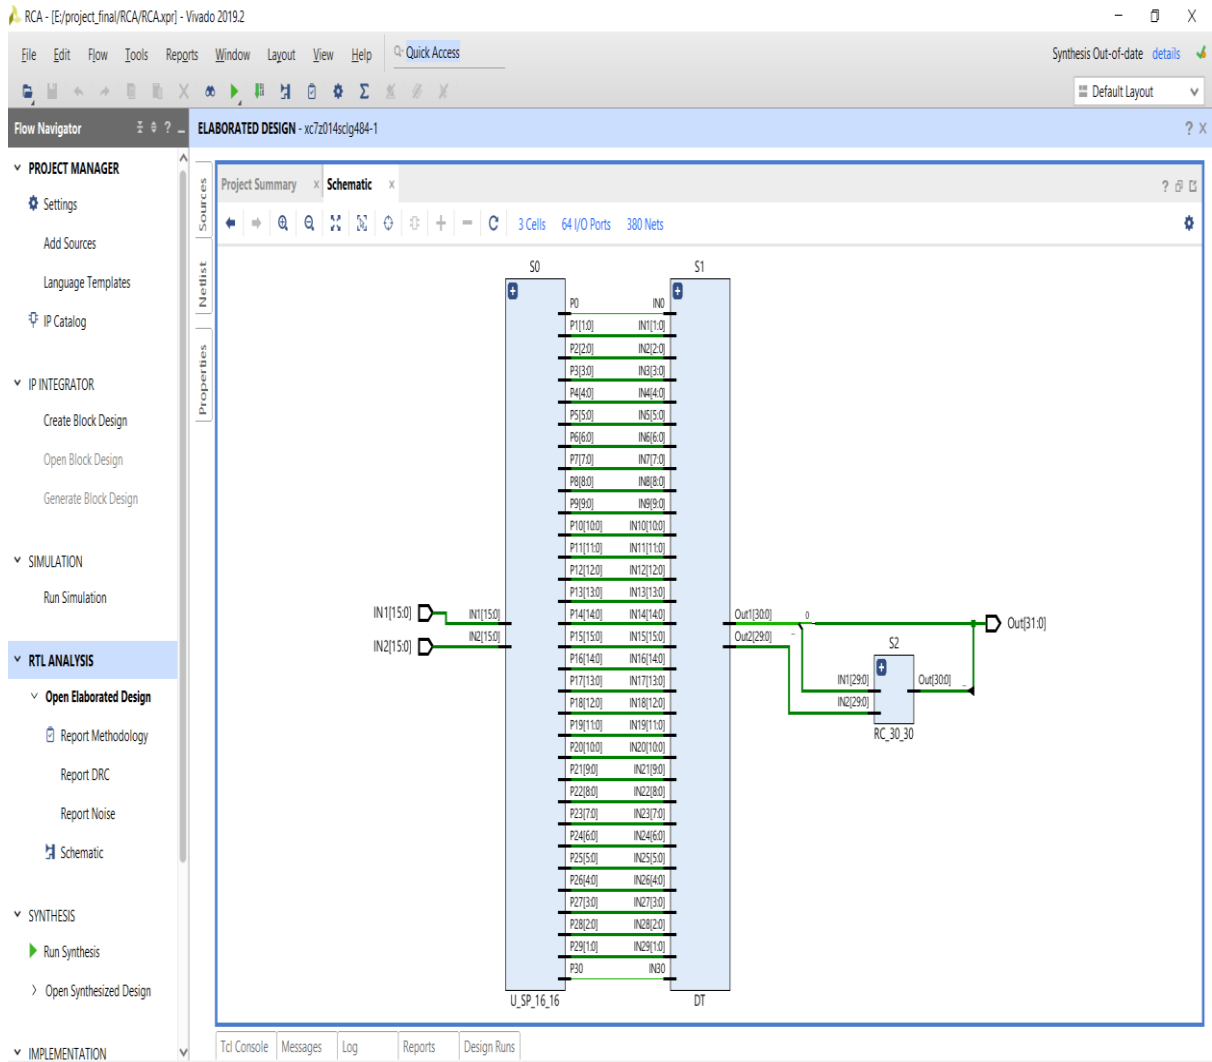 RCA - [E:/project_final/RCA/RCA.xpr] - Vivado 2019.2
File Edit Flow Tools Reports Window Layout View Help Quick Access
Synthesis Out-of-date details
Default Layout
Flow Navigator
ELABORATED DESIGN - xc7z014sclg484-1
PROJECT MANAGER
Settings
Add Sources
Language Templates
IP Catalog
IP INTEGRATOR
Create Block Design
Open Block Design
Generate Block Design
SIMULATION
Run Simulation
RTL ANALYSIS
Open Elaborated Design
Report Methodology
Report DRC
Report Noise
Schematic
SYNTHESIS
Run Synthesis
Open Synthesized Design
IMPLEMENTATION
Sources
Netlist
Properties
Project Summary
Schematic
3 Cells 64 I/O Ports 380 Nets
S0 S1
P0 IN0
P1[1:0] IN1[1:0]
P2[2:0] IN2[2:0]
P3[3:0] IN3[3:0]
P4[4:0] IN4[4:0]
P5[5:0] IN5[5:0]
P6[6:0] IN6[6:0]
P7[7:0] IN7[7:0]
P8[8:0] IN8[8:0]
P9[9:0] IN9[9:0]
P10[10:0] IN10[10:0]
P11[11:0] IN11[11:0]
P12[12:0] IN12[12:0]
P13[13:0] IN13[13:0]
P14[14:0] IN14[14:0]
P15[15:0] IN15[15:0]
P16[14:0] IN16[14:0]
P17[13:0] IN17[13:0]
P18[12:0] IN18[12:0]
P19[11:0] IN19[11:0]
P20[10:0] IN20[10:0]
P21[9:0] IN21[9:0]
P22[8:0] IN22[8:0]
P23[7:0] IN23[7:0]
P24[6:0] IN24[6:0]
P25[5:0] IN25[5:0]
P26[4:0] IN26[4:0]
P27[3:0] IN27[3:0]
P28[2:0] IN28[2:0]
P29[1:0] IN29[1:0]
P30 IN30
U_SP_16_16 DT
IN1[15:0] IN1[15:0]
IN2[15:0] IN2[15:0]
Out1[30:0] 0
Out2[29:0]
Out[31:0]
S2
IN1[29:0] Out[30:0]
IN2[29:0]
RC_30_30
Tcl Console Messages Log Reports Design Runs